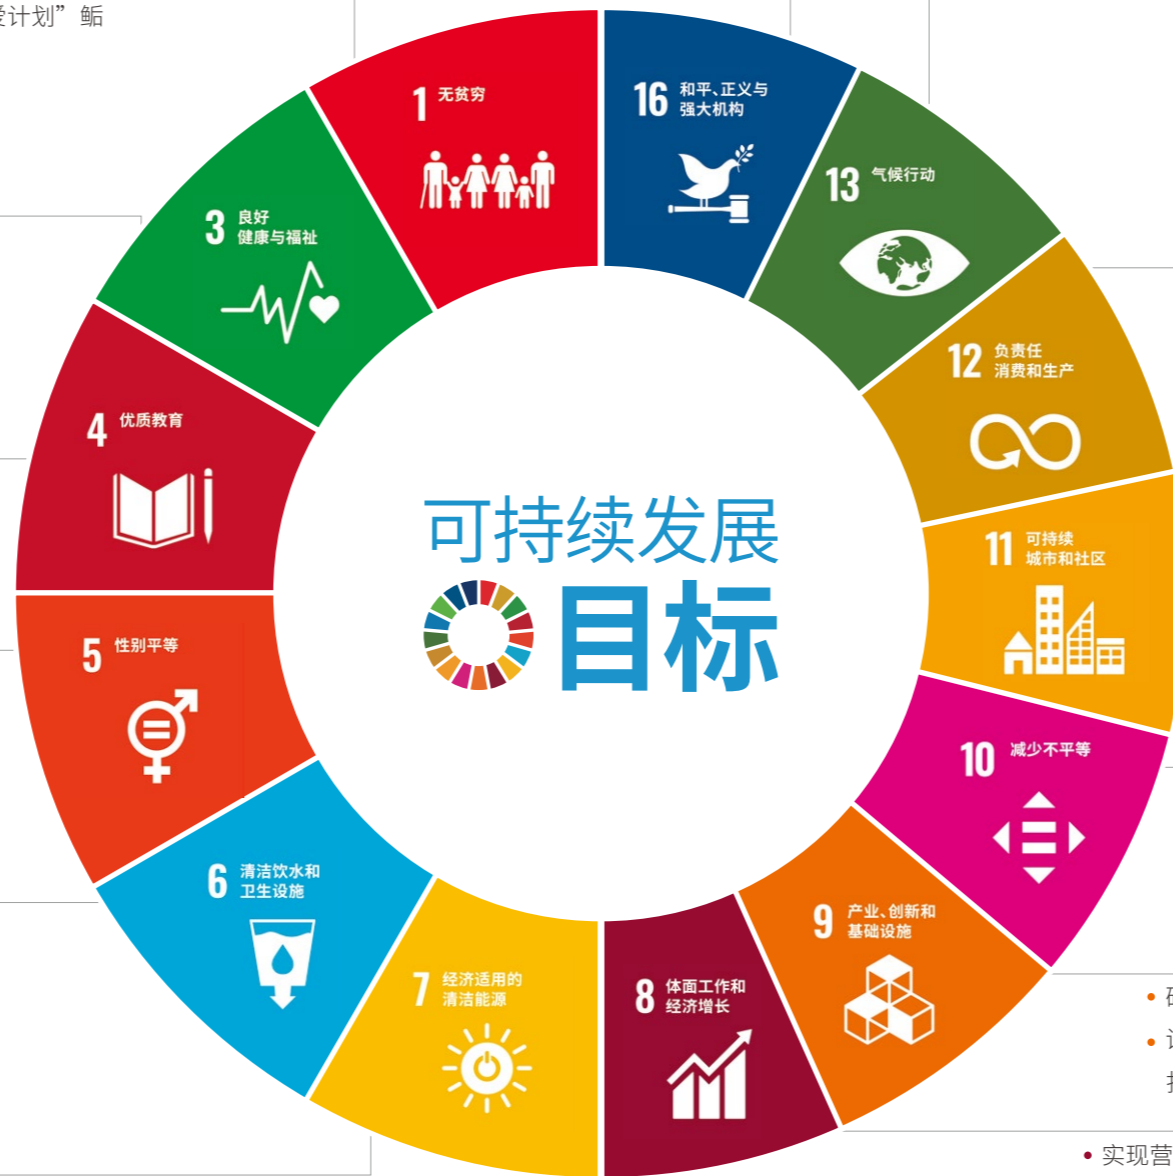 计划”鲘
1 无贫穷
16 和平、正义与
强大机构
13 气候行动
3 良好
健康与福祉
12 负责任
消费和生产
4 优质教育
可持续发展
目标
11 可持续
城市和社区
5 性别平等
10 减少不平等
6 清洁饮水和
卫生设施
9 产业、创新和
基础设施
7 经济适用的
清洁能源
8 体面工作和
经济增长
• 实现营